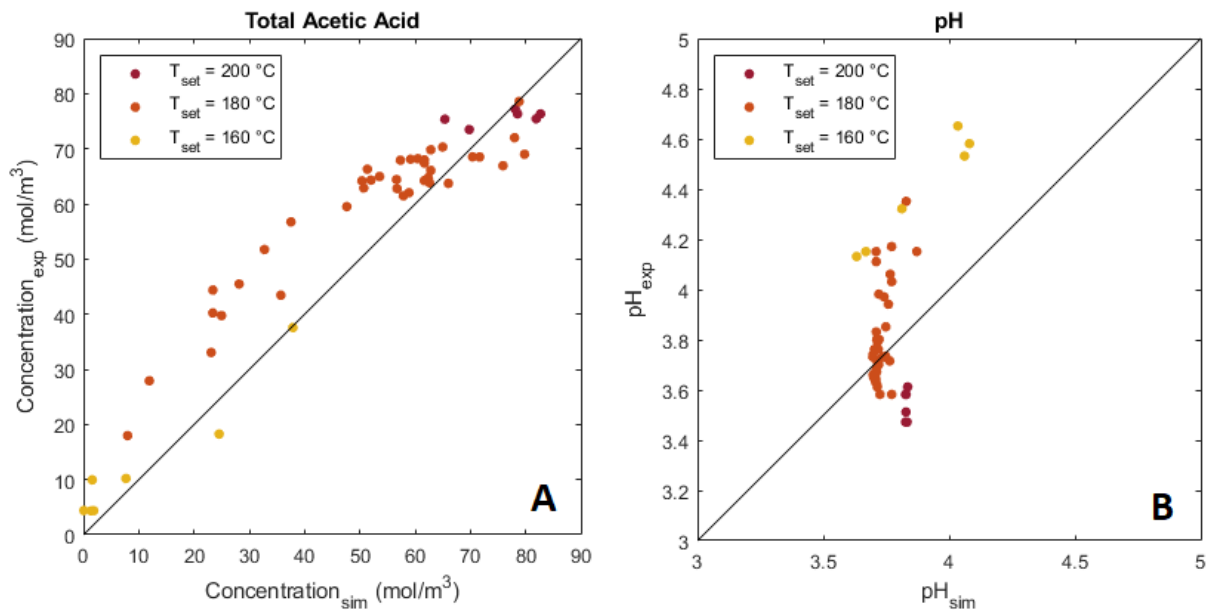 Total Acetic Acid
90
80
70
60
50
40
30
20
10
0
0 10 20 30 40 50 60 70 80 90
Concentration_exp (mol/m³)
Concentration_sim (mol/m³)
T_set = 200 °C
T_set = 180 °C
T_set = 160 °C
A
pH
5
4.8
4.6
4.4
4.2
4
3.8
3.6
3.4
3.2
3
3 3.5 4 4.5 5
pH_exp
pH_sim
T_set = 200 °C
T_set = 180 °C
T_set = 160 °C
B